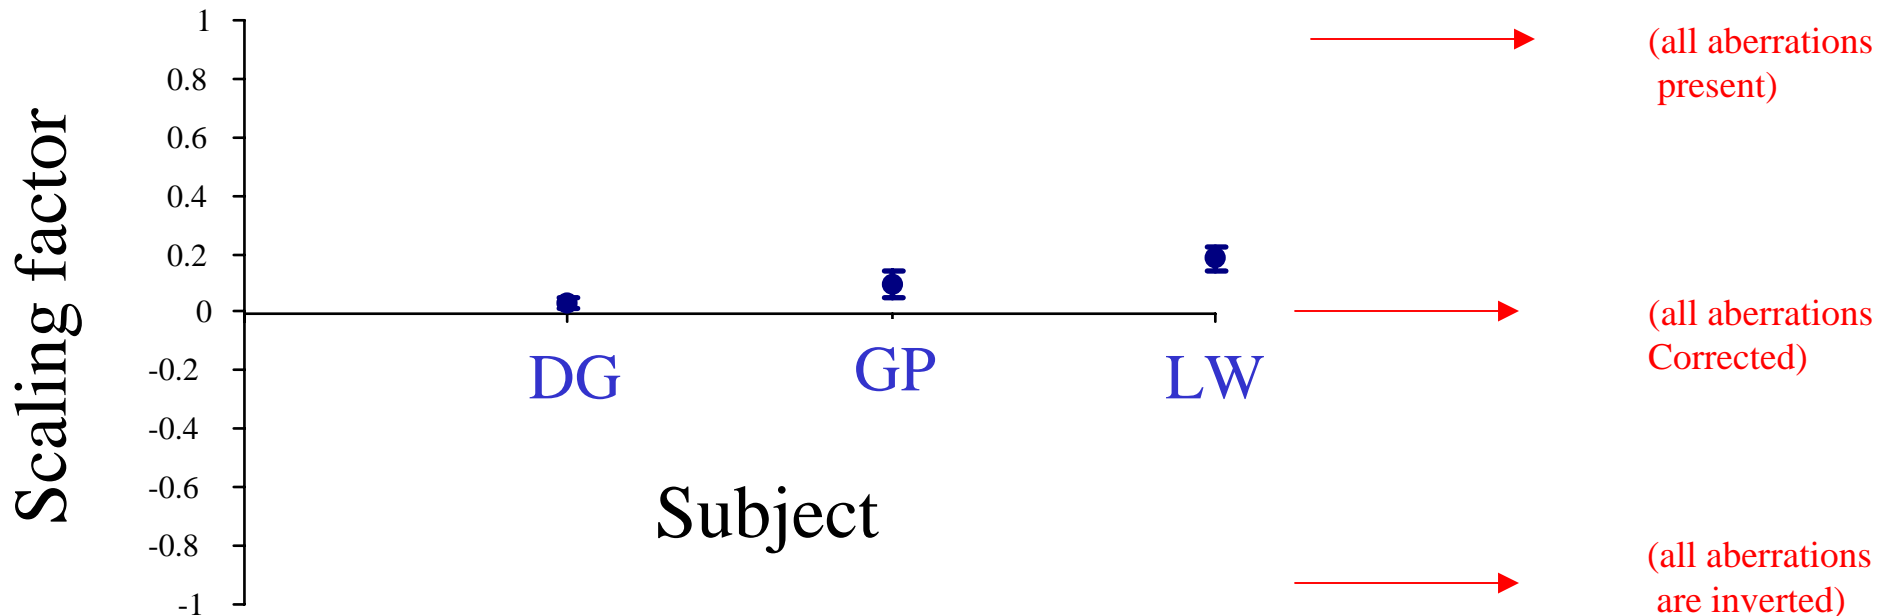 Scaling factor
1
0.8
0.6
0.4
0.2
0
-0.2
-0.4
-0.6
-0.8
-1
DG
GP
LW
Subject
(all aberrations
present)
(all aberrations
Corrected)
(all aberrations
are inverted)